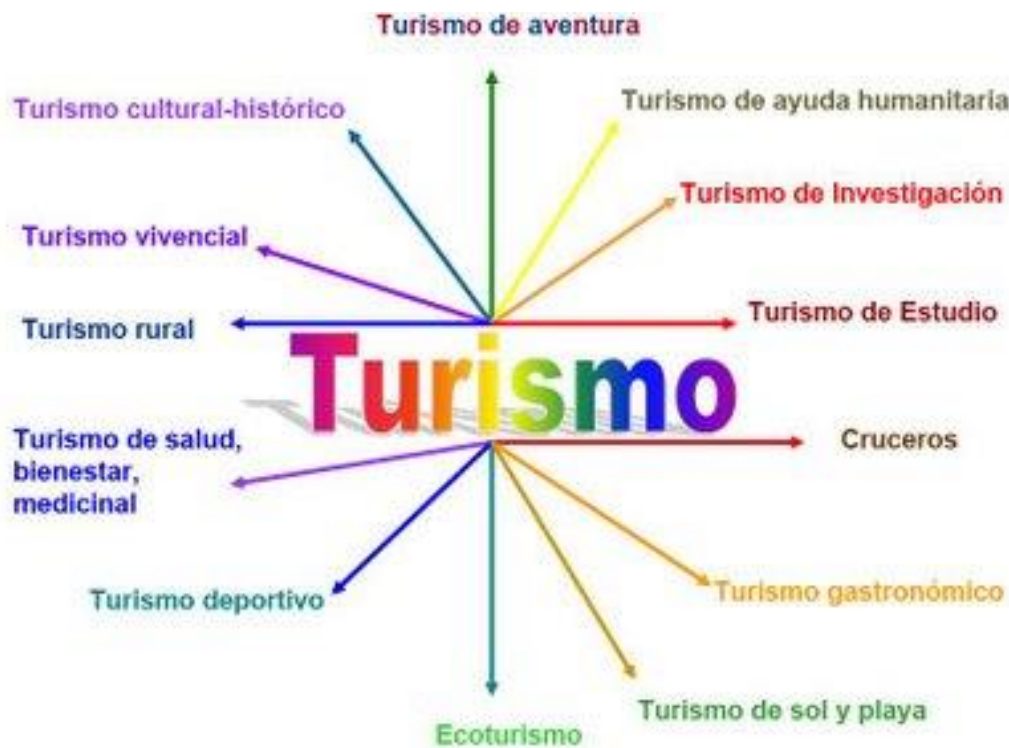 Turismo de aventura
Turismo cultural-histórico
Turismo de ayuda humanitaria
Turismo de Investigación
Turismo vivencial
Turismo de Estudio
Turismo rural
Turismo
Turismo de salud,
bienestar,
medicinal
Cruceros
Turismo deportivo
Turismo gastronómico
Turismo de sol y playa
Ecoturismo